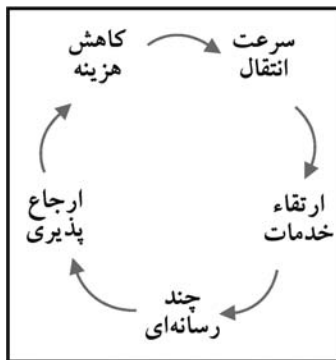 سرعت
انتقال
ارتقاء
خدمات
چند
رسانه‌ای
ارجاع
پذیری
کاهش
هزینه